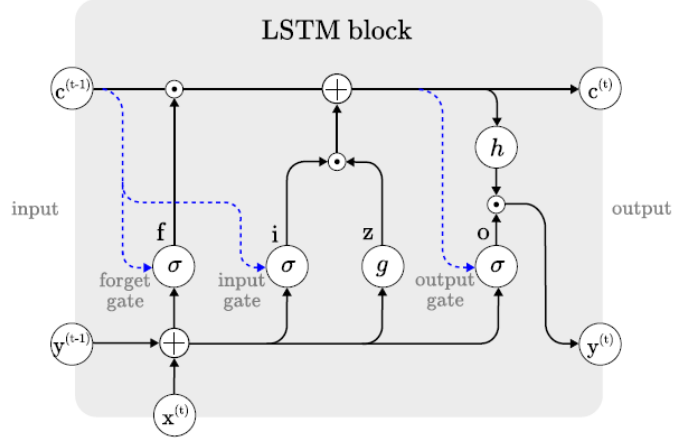 LSTM block
c(t-1)
+
c(t)
h
input
output
f
i
z
o
σ
σ
g
σ
forget
gate
input
gate
output
gate
y(t-1)
+
y(t)
x(t)